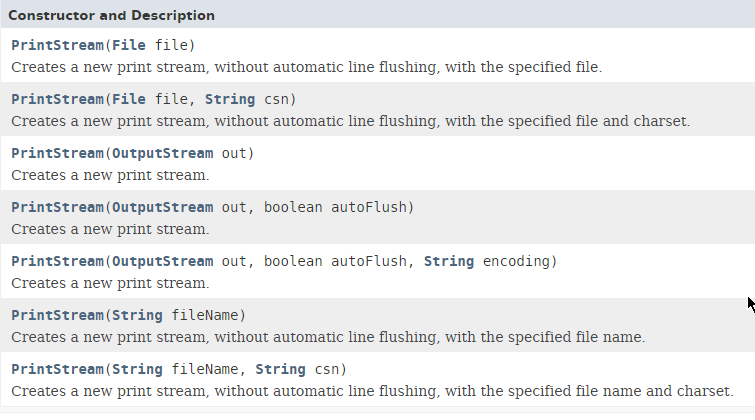 Constructor and Description
PrintStream(File file)
Creates a new print stream, without automatic line flushing, with the specified file.
PrintStream(File file, String csn)
Creates a new print stream, without automatic line flushing, with the specified file and charset.
PrintStream(OutputStream out)
Creates a new print stream.
PrintStream(OutputStream out, boolean autoFlush)
Creates a new print stream.
PrintStream(OutputStream out, boolean autoFlush, String encoding)
Creates a new print stream.
PrintStream(String fileName)
Creates a new print stream, without automatic line flushing, with the specified file name.
PrintStream(String fileName, String csn)
Creates a new print stream, without automatic line flushing, with the specified file name and charset.